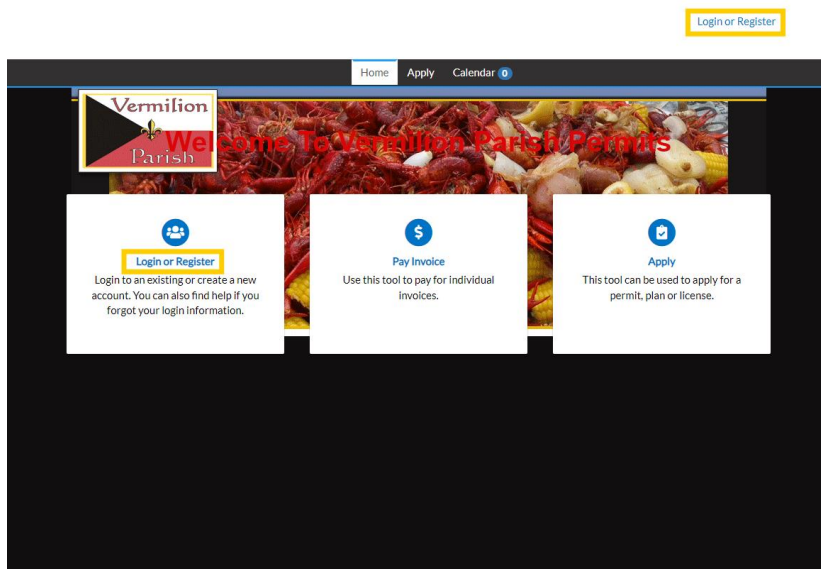 Login or Register
Home Apply Calendar 0
Vermilion
Parish
Welcome To Vermilion Parish Permits
Login or Register
Login to an existing or create a new
account. You can also find help if you
forgot your login information.
Pay Invoice
Use this tool to pay for individual
invoices.
Apply
This tool can be used to apply for a
permit, plan or license.